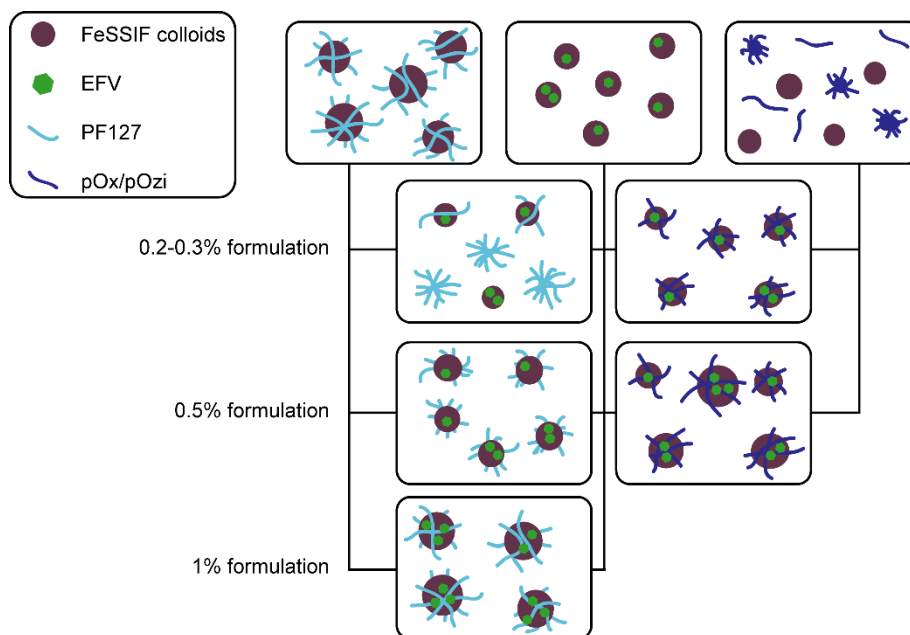 FeSSIF colloids
EFV
PF127
pOx/pOzi
0.2-0.3% formulation
0.5% formulation
1% formulation